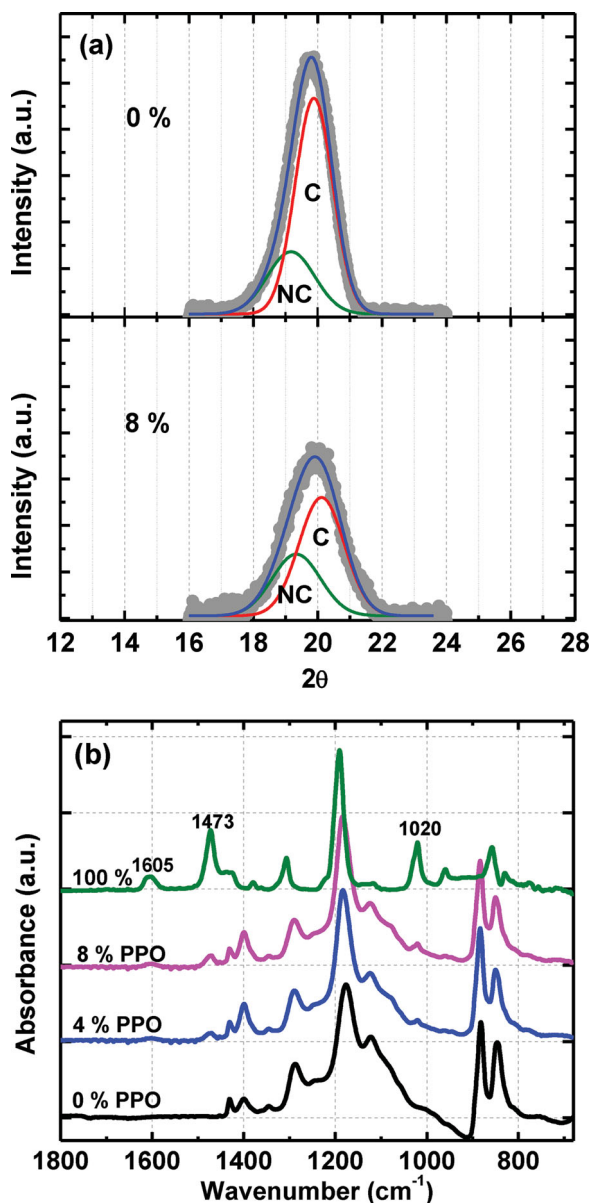 (a)
0 %
C
NC
Intensity (a.u.)
8 %
C
NC
Intensity (a.u.)
12 14 16 18 20 22 24 26 28
2θ
(b)
1473
1020
1605
100 %
8 % PPO
4 % PPO
0 % PPO
Absorbance (a.u.)
1800 1600 1400 1200 1000 800
Wavenumber (cm⁻¹)